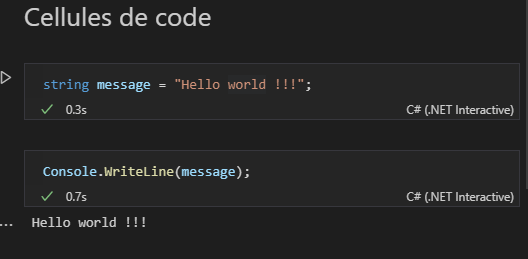 Cellules de code
string message = "Hello world !!!";
0.3s
C# (.NET Interactive)
Console.WriteLine(message);
0.7s
C# (.NET Interactive)
... Hello world !!!